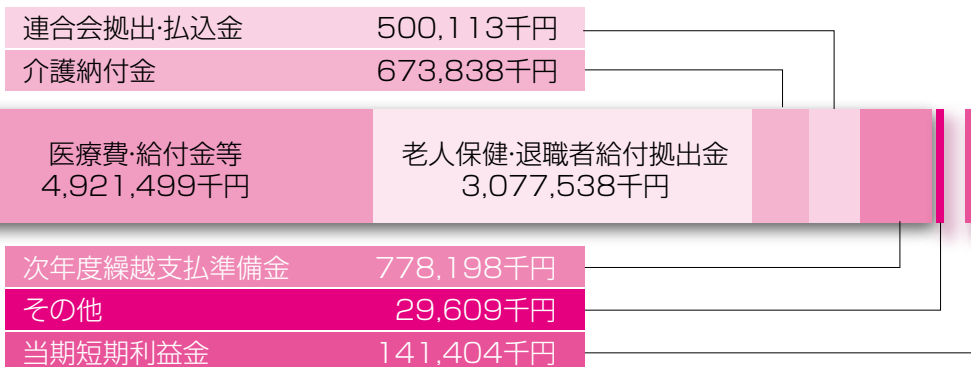 連合会拠出・払込金 500,113千円
介護納付金 673,838千円
医療費・給付金等
4,921,499千円
老人保健・退職者給付拠出金
3,077,538千円
次年度繰越支払準備金 778,198千円
その他 29,609千円
当期短期利益金 141,404千円